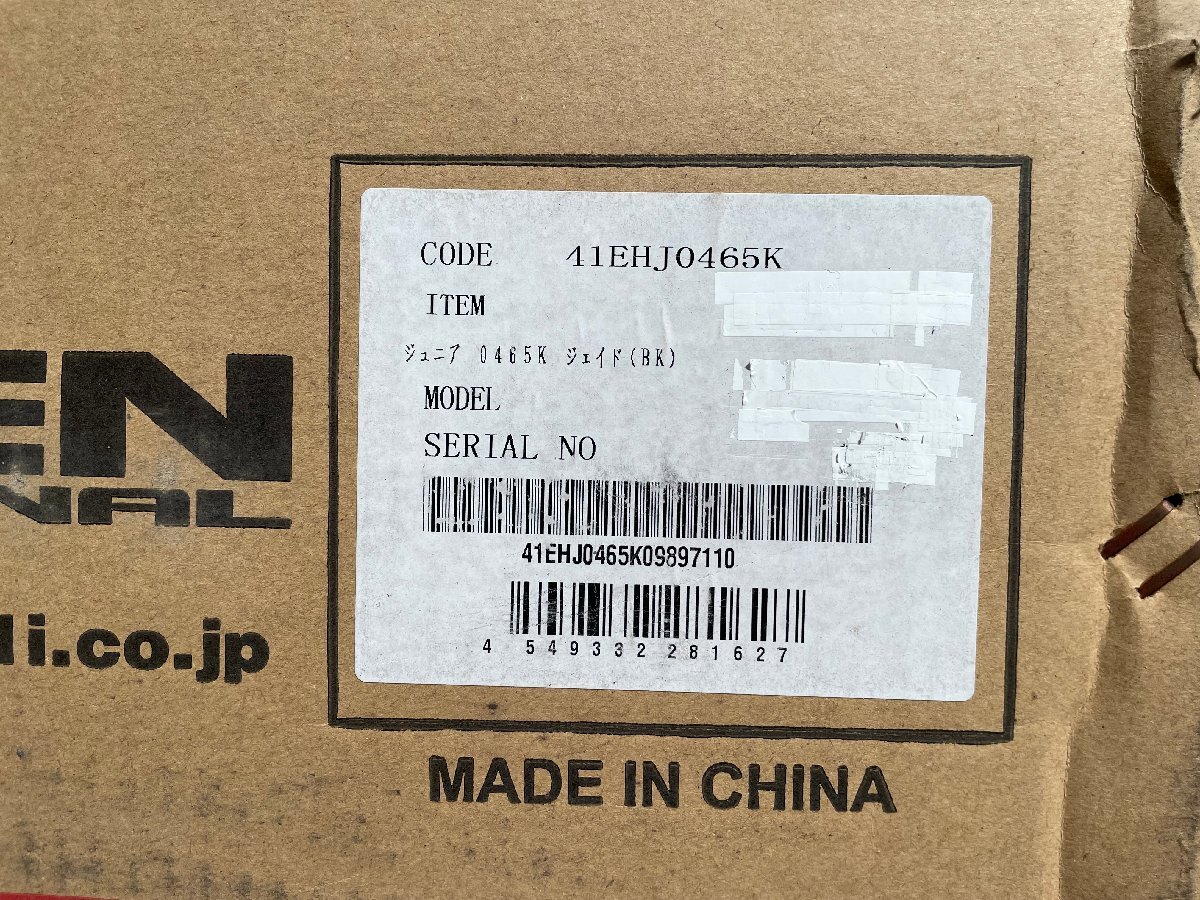 CODE 41EHJ0465K
ITEM
ジュニア 0465K ジェイド(BK)
MODEL
SERIAL NO
41EHJ0465K09897110
4 549332 281627
MADE IN CHINA
EN
NAL
li.co.jp